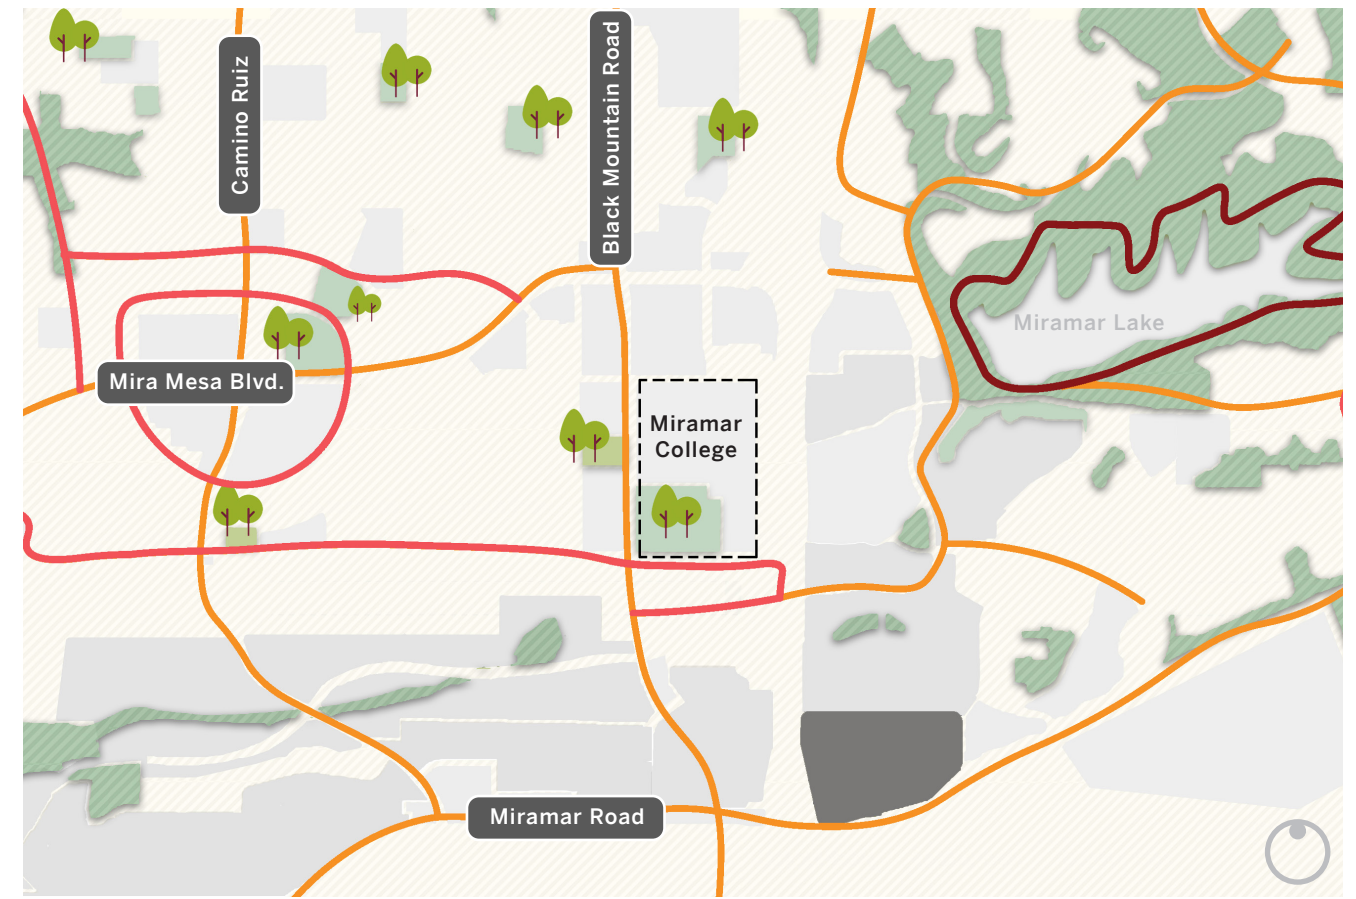 Camino Ruiz
Black Mountain Road
Miramar Lake
Mira Mesa Blvd.
Miramar
College
Miramar Road